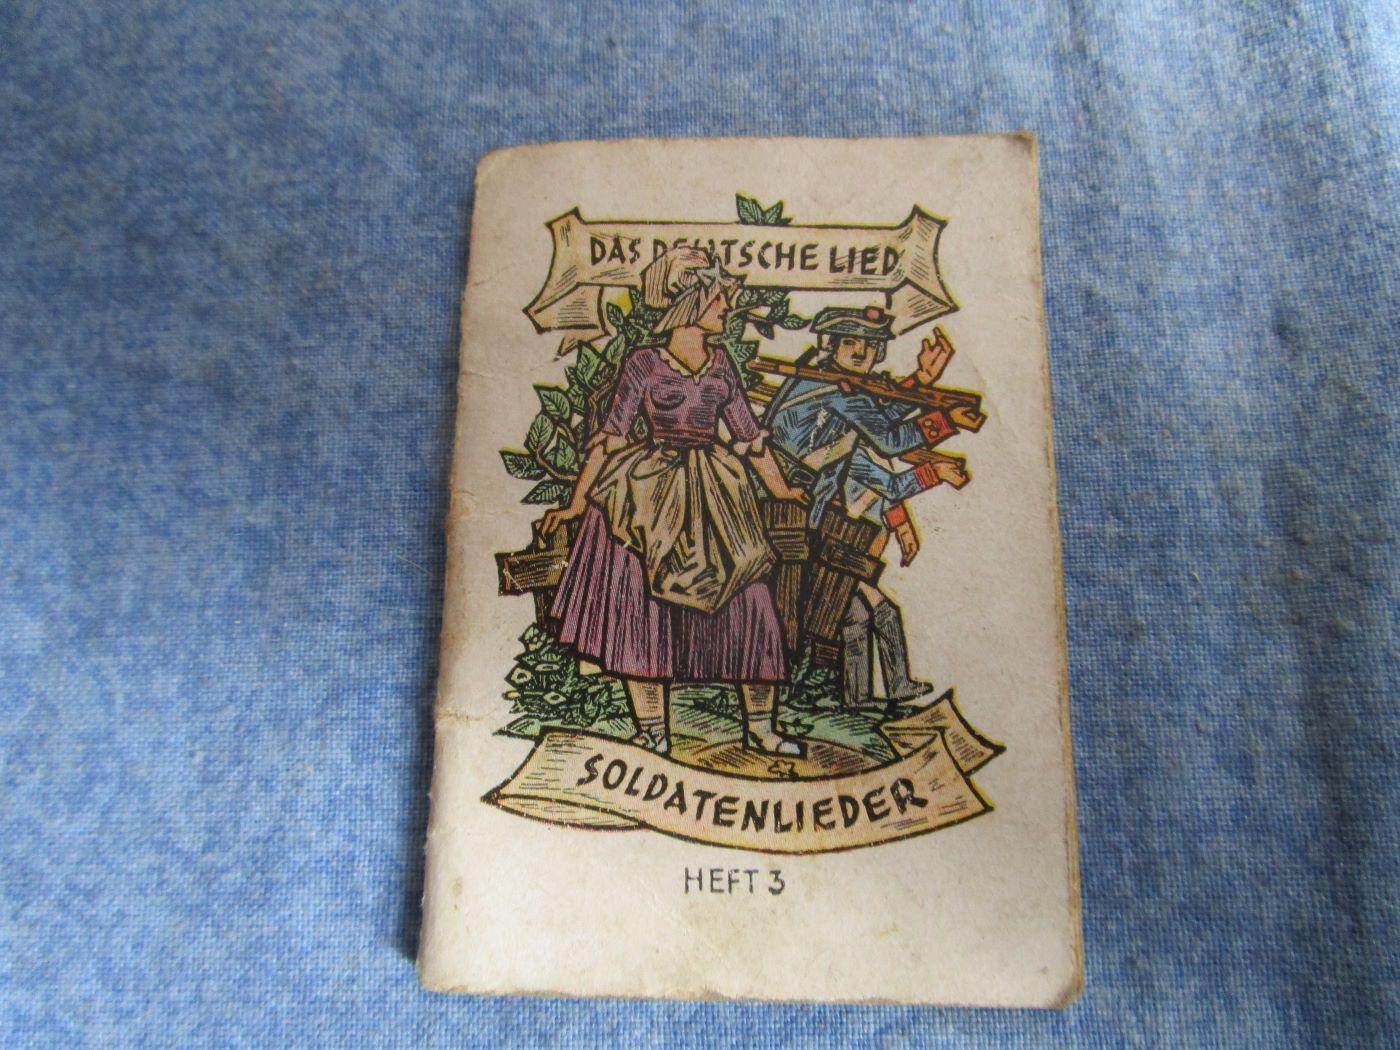 DAS DEUTSCHE LIED
SOLDATENLIEDER
HEFT 3